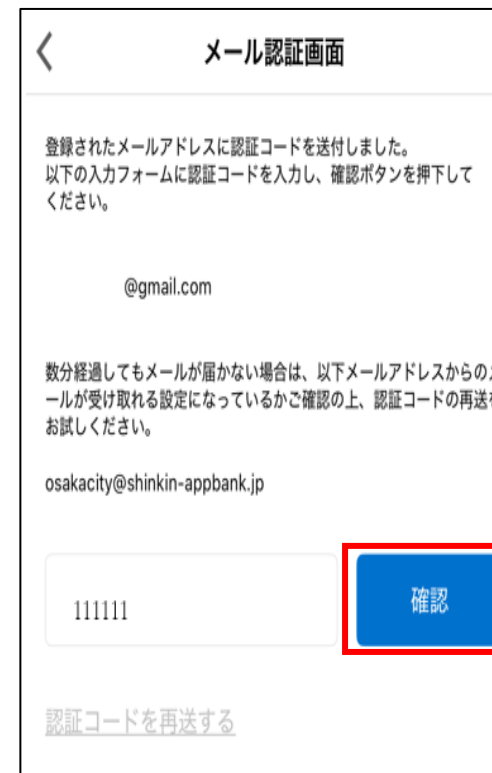 メール認証画面
登録されたメールアドレスに認証コードを送付しました。
以下の入力フォームに認証コードを入力し、確認ボタンを押下して
ください。
@gmail.com
数分経過してもメールが届かない場合は、以下メールアドレスからの
ールが受け取れる設定になっているかご確認の上、認証コードの再送
お試しください。
osakacity@shinkin-appbank.jp
111111
確認
認証コードを再送する